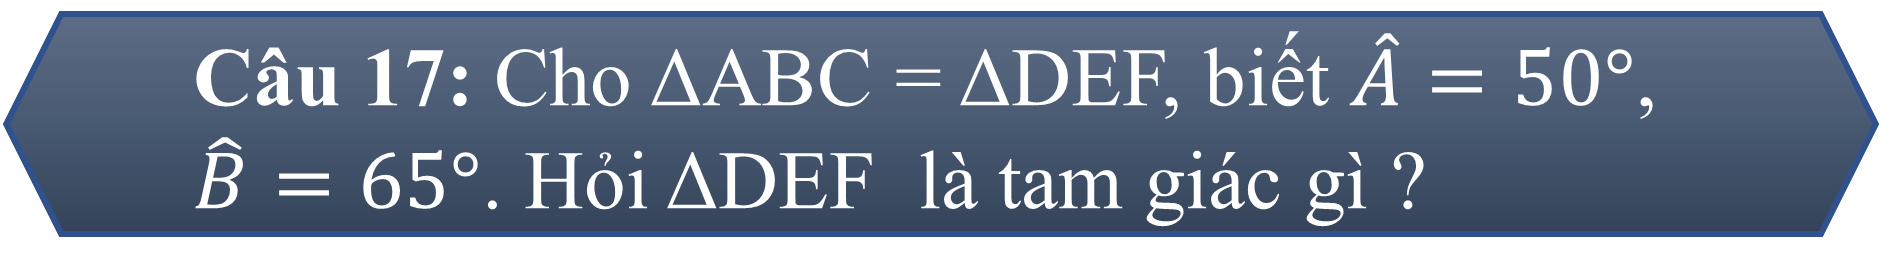 Câu 17: Cho ΔABC = ΔDEF, biết Â = 50°,
B̂ = 65°. Hỏi ΔDEF là tam giác gì ?